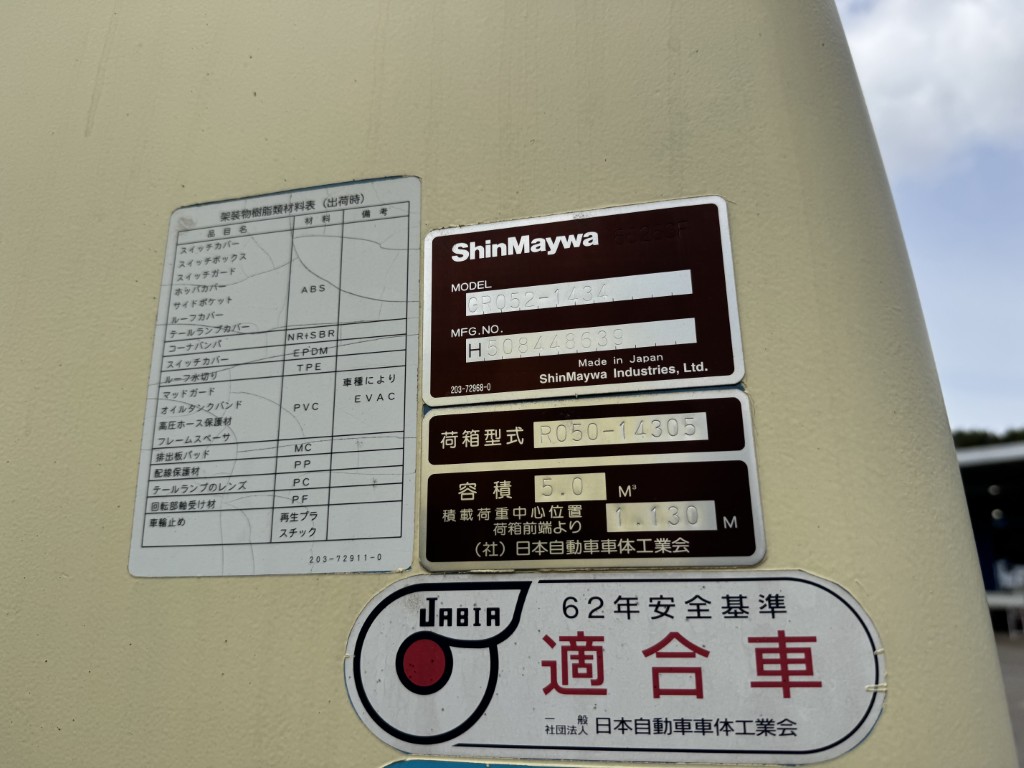 架装物樹脂類材料表（出荷時）
品目名 材料 備考
スイッチカバー
スイッチボックス
スイッチガード
ホッパカバー
サイドポケット
ルーフカバー
テールランプカバー
ABS
コーナバンパ NR+SBR
スイッチカバー EPDM
ルーフ水切り TPE
マッドガード
オイルタンクバンド
高圧ホース保護材
フレームスペーサ
PVC
車種により
EVAC
排出板パッド MC
配線保護材 PP
テールランプのレンズ PC
回転部軸受け材 PF
車輪止め 再生プラ
スチック
203-72911-0
ShinMaywa
MODEL
GR052-1434
MFG.NO.
H508448639
Made in Japan
203-72968-0 ShinMaywa Industries, Ltd.
荷箱型式 R050-14305
容積 5.0 M³
積載荷重中心位置
荷箱前端より 1.130 M
（社）日本自動車車体工業会
JABIA
62年安全基準
適合車
一般社団法人 日本自動車車体工業会